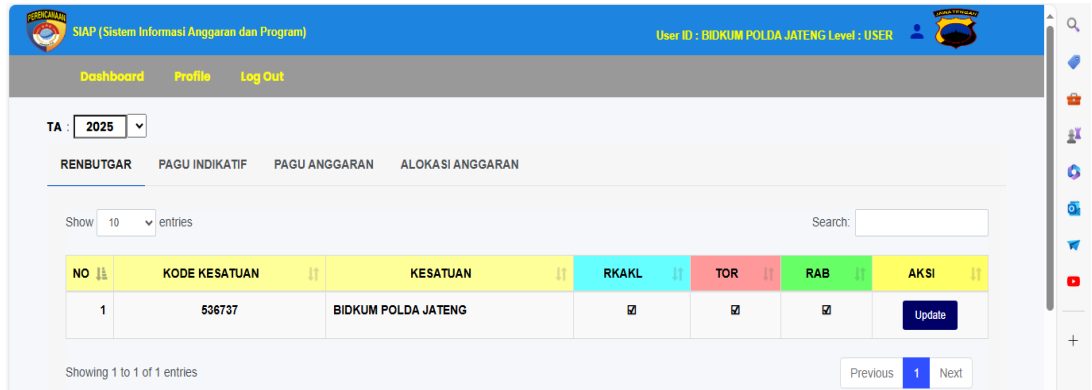 PERENCANAAN
SIAP (Sistem Informasi Anggaran dan Program)
User ID : BIDKUM POLDA JATENG Level : USER
JAWA TENGAH
Dashboard Profile Log Out
TA : 2025
RENBUTGAR PAGU INDIKATIF PAGU ANGGARAN ALOKASI ANGGARAN
Show 10 entries
Search:
NO KODE KESATUAN KESATUAN RKAKL TOR RAB AKSI
1 536737 BIDKUM POLDA JATENG ☑ ☑ ☑ Update
Showing 1 to 1 of 1 entries
Previous 1 Next